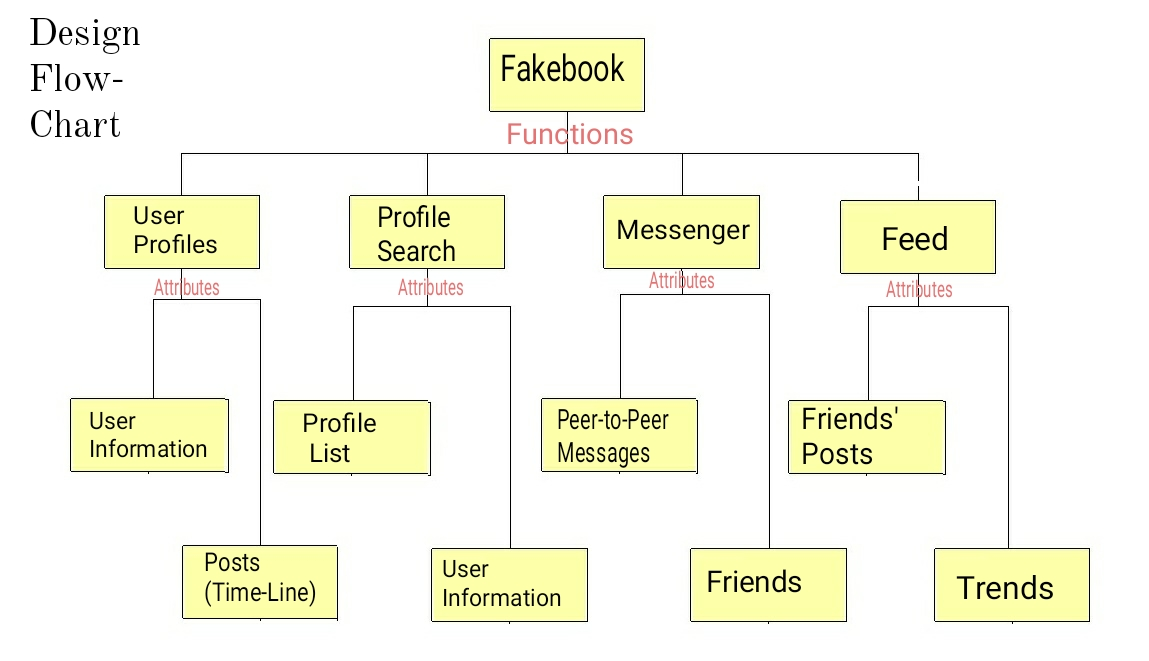 Design
Flow-
Chart
Fakebook
Functions
User
Profiles
Profile
Search
Messenger
Feed
Attributes
Attributes
Attributes
Attributes
User
Information
Profile
List
Peer-to-Peer
Messages
Friends'
Posts
Posts
(Time-Line)
User
Information
Friends
Trends